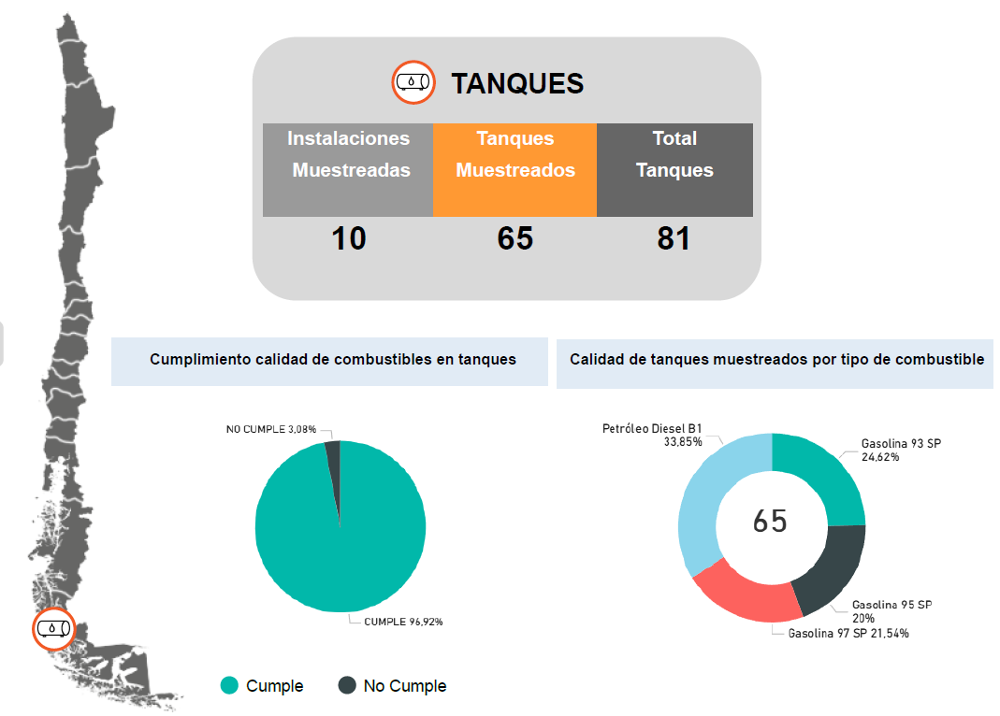 TANQUES
Instalaciones
Muestreadas
Tanques
Muestreados
Total
Tanques
10
65
81
Cumplimiento calidad de combustibles en tanques
NO CUMPLE 3,08%
CUMPLE 96,92%
Cumple
No Cumple
Calidad de tanques muestreados por tipo de combustible
Petróleo Diesel B1
33,85%
Gasolina 93 SP
24,62%
65
Gasolina 95 SP
20%
Gasolina 97 SP 21,54%